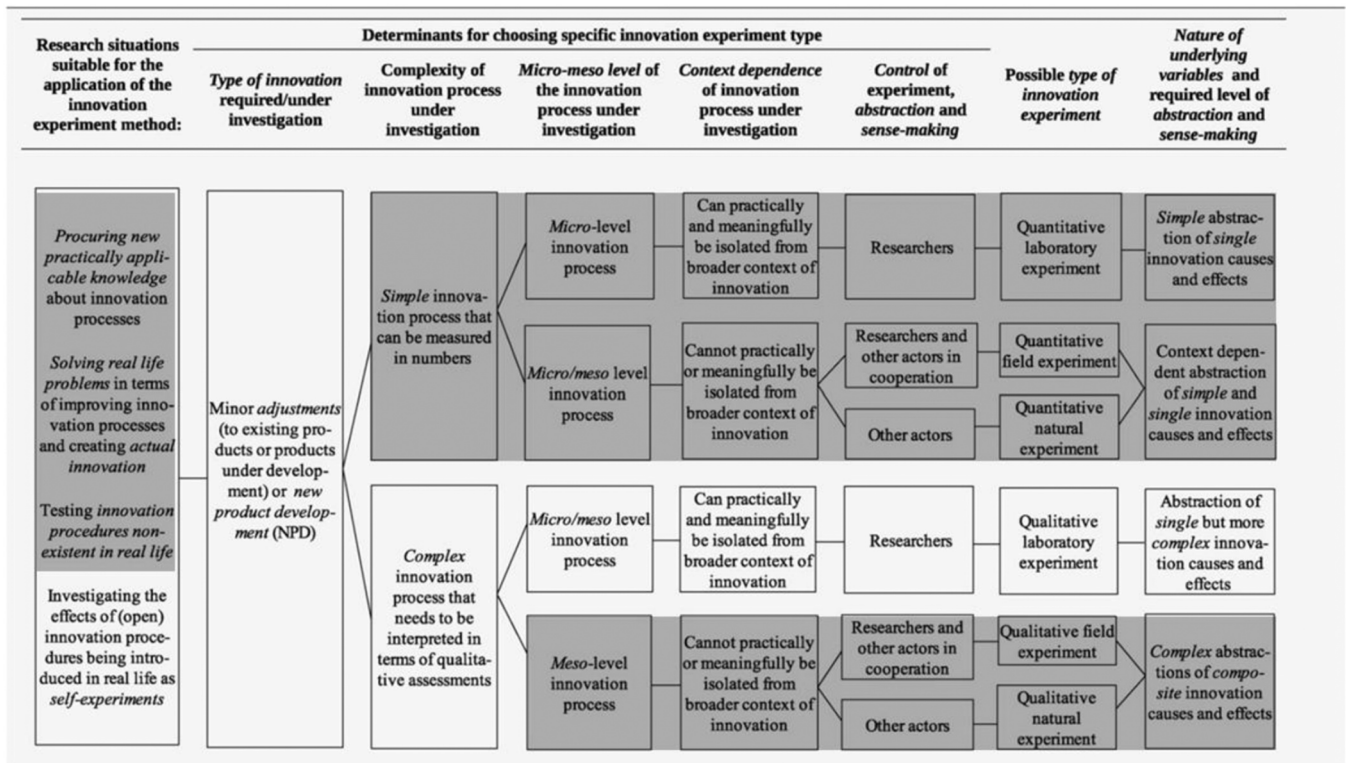 Research situations
suitable for the
application of the
innovation
experiment method:
Determinants for choosing specific innovation experiment type
Type of innovation
required/under
investigation
Complexity of
innovation process
under
investigation
Micro-meso level of
the innovation
process under
investigation
Context dependence
of innovation
process under
investigation
Control of
experiment,
abstraction and
sense-making
Possible type of
innovation
experiment
Nature of
underlying
variables and
required level of
abstraction and
sense-making
Procuring new
practically appli-
cable knowledge
about innovation
processes
Solving real life
problems in terms
of improving inno-
vation processes
and creating actual
innovation
Testing innovation
procedures non-
existent in real life
Investigating the
effects of (open)
innovation proce-
dures being intro-
duced in real life as
self-experiments
Minor adjustments
(to existing pro-
ducts or products
under develop-
ment) or new
product develop-
ment (NPD)
Simple innova-
tion process that
can be measured
in numbers
Micro-level
innovation
process
Can practically
and meaningfully
be isolated from
broader context of
innovation
Researchers
Quantitative
laboratory
experiment
Simple abstrac-
tion of single
innovation causes
and effects
Micro/meso level
innovation
process
Cannot practically
or meaningfully be
isolated from
broader context of
innovation
Researchers and
other actors in
cooperation
Other actors
Quantitative
field experiment
Quantitative
natural
experiment
Context depen-
dent abstraction
of simple and
single innovation
causes and effects
Complex
innovation
process that
needs to be
interpreted in
terms of qualita-
tive assessments
Micro/meso level
innovation
process
Can practically
and meaningfully
be isolated from
broader context of
innovation
Researchers
Qualitative
laboratory
experiment
Abstraction of
single but more
complex innova-
tion causes and
effects
Meso-level
innovation
process
Cannot practically
or meaningfully be
isolated from
broader context of
innovation
Researchers and
other actors in
cooperation
Other actors
Qualitative field
experiment
Qualitative
natural
experiment
Complex abstrac-
tions of compo-
site innovation
causes and effects